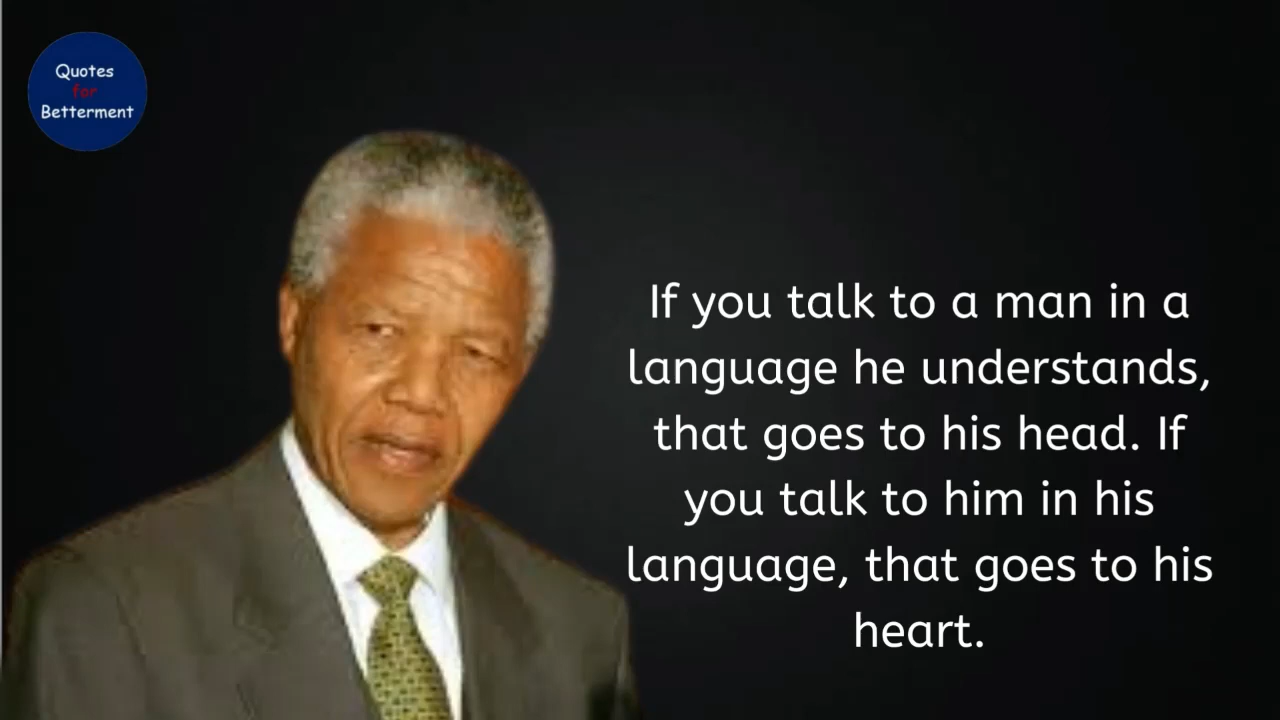 Quotes
for
Betterment
If you talk to a man in a
language he understands,
that goes to his head. If
you talk to him in his
language, that goes to his
heart.